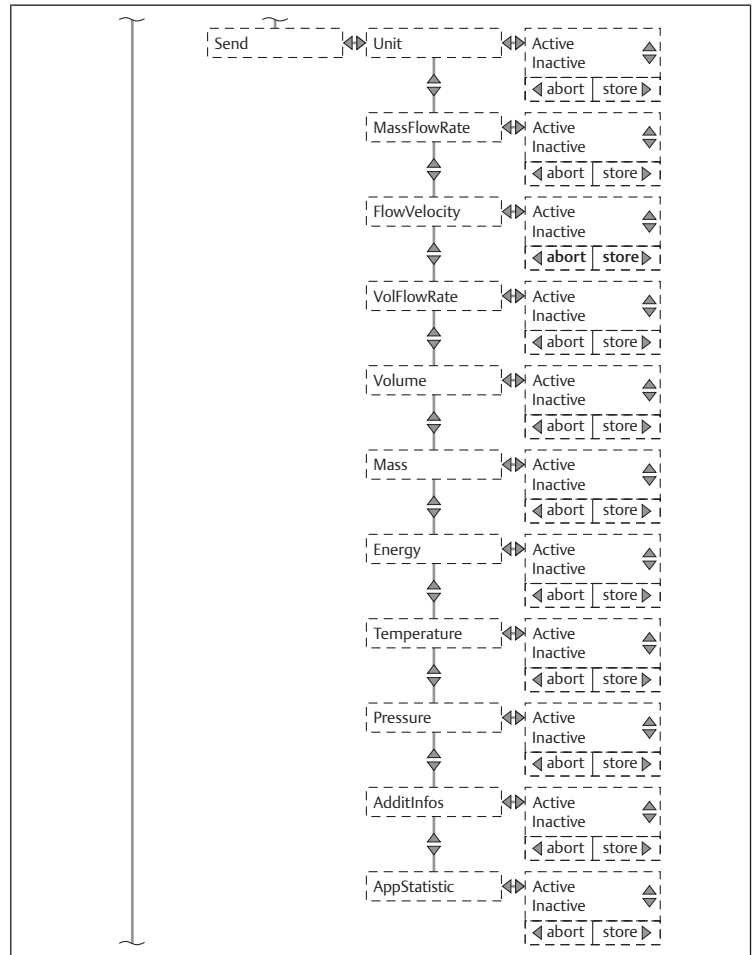 Send Unit Active
Inactive
abort store
MassFlowRate Active
Inactive
abort store
FlowVelocity Active
Inactive
abort store
VolFlowRate Active
Inactive
abort store
Volume Active
Inactive
abort store
Mass Active
Inactive
abort store
Energy Active
Inactive
abort store
Temperature Active
Inactive
abort store
Pressure Active
Inactive
abort store
AdditInfos Active
Inactive
abort store
AppStatistic Active
Inactive
abort store